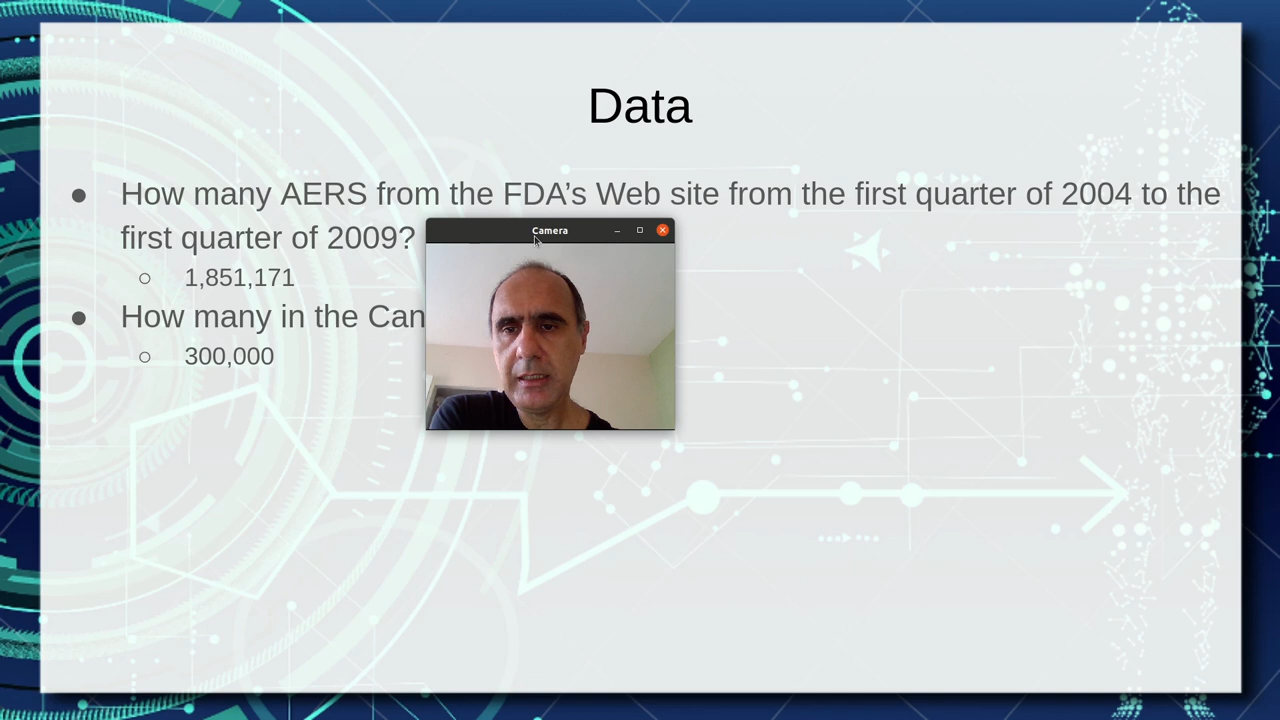 Data
● How many AERS from the FDA’s Web site from the first quarter of 2004 to the
first quarter of 2009?
Camera
○ 1,851,171
● How many in the Can
○ 300,000